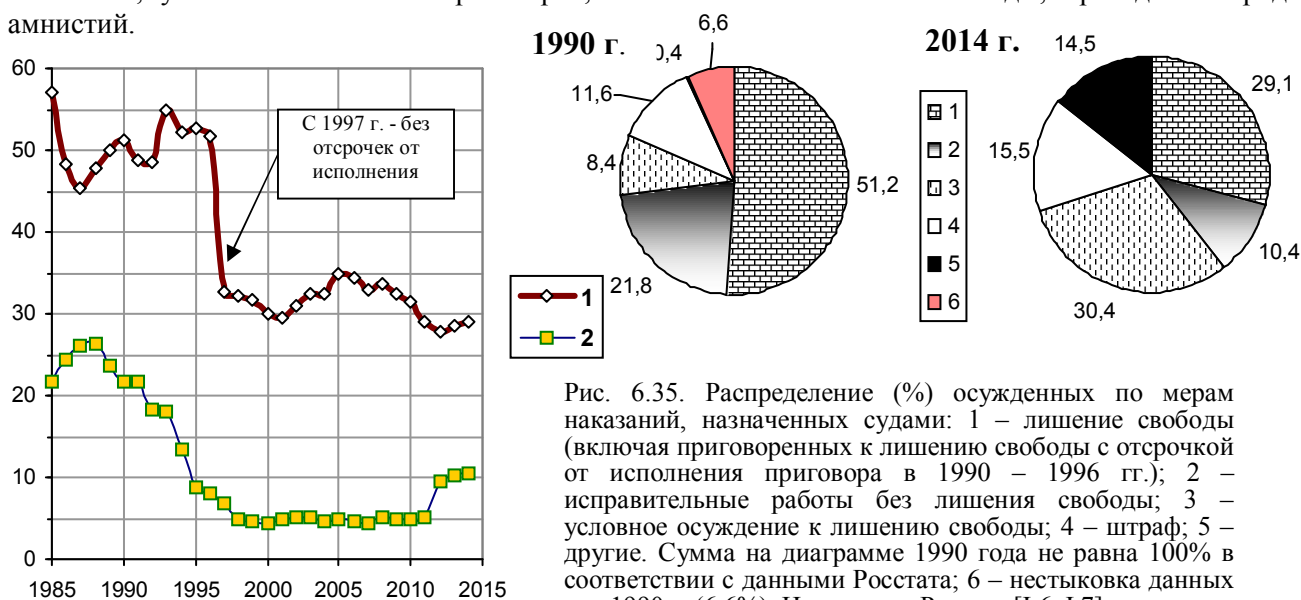 амнистий.
60
50
40
30
20
10
0
1985 1990 1995 2000 2005 2010 2015
С 1997 г. - без
отсрочек от
исполнения
1
2
1990 г.
6,6
0,4
11,6
8,4
21,8
51,2
2014 г.
14,5
29,1
15,5
10,4
30,4
1
2
3
4
5
6
Рис. 6.35. Распределение (%) осужденных по мерам
наказаний, назначенных судами: 1 – лишение свободы
(включая приговоренных к лишению свободы с отсрочкой
от исполнения приговора в 1990 – 1996 гг.); 2 –
исправительные работы без лишения свободы; 3 –
условное осуждение к лишению свободы; 4 – штраф; 5 –
другие. Сумма на диаграмме 1990 года не равна 100% в
соответствии с данными Росстата; 6 – нестыковка данных